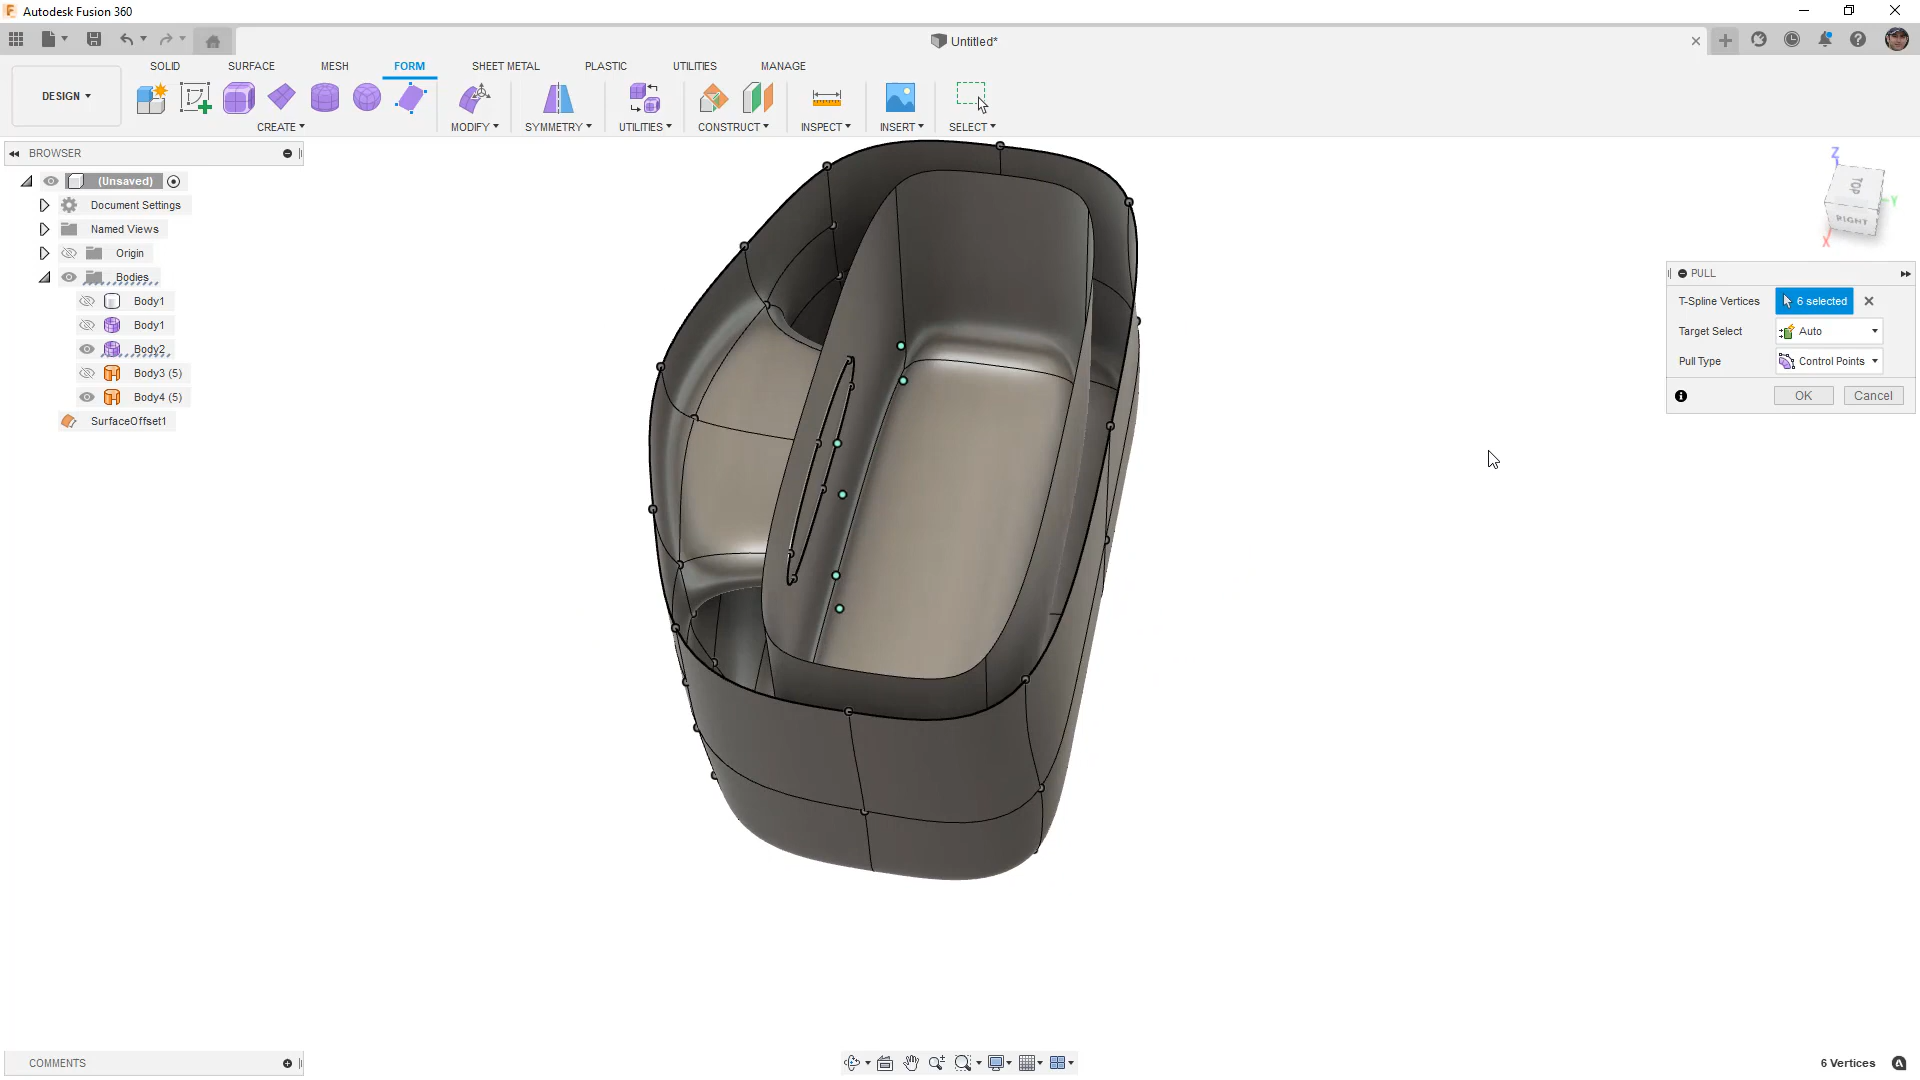 Autodesk Fusion 360
Untitled*
SOLID SURFACE MESH FORM SHEET METAL PLASTIC UTILITIES MANAGE
DESIGN
CREATE MODIFY SYMMETRY UTILITIES CONSTRUCT INSPECT INSERT SELECT
BROWSER
(Unsaved)
Document Settings
Named Views
Origin
Bodies
Body1
Body1
Body2
Body3 (5)
Body4 (5)
SurfaceOffset1
Z
TOP
RIGHT
Y
X
PULL
T-Spline Vertices 6 selected
Target Select Auto
Pull Type Control Points
OK Cancel
COMMENTS
6 Vertices